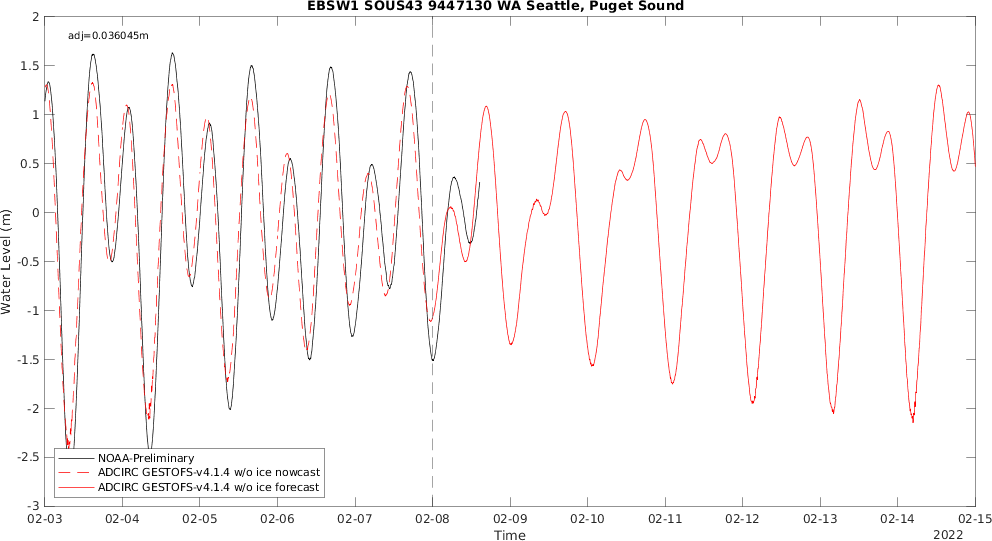 EBSW1 SOUS43 9447130 WA Seattle, Puget Sound
adj=0.036045m
2
1.5
1
0.5
0
-0.5
-1
-1.5
-2
-2.5
-3
Water Level (m)
NOAA-Preliminary
ADCIRC GESTOFS-v4.1.4 w/o ice nowcast
ADCIRC GESTOFS-v4.1.4 w/o ice forecast
02-03 02-04 02-05 02-06 02-07 02-08 02-09 02-10 02-11 02-12 02-13 02-14 02-15
Time
2022